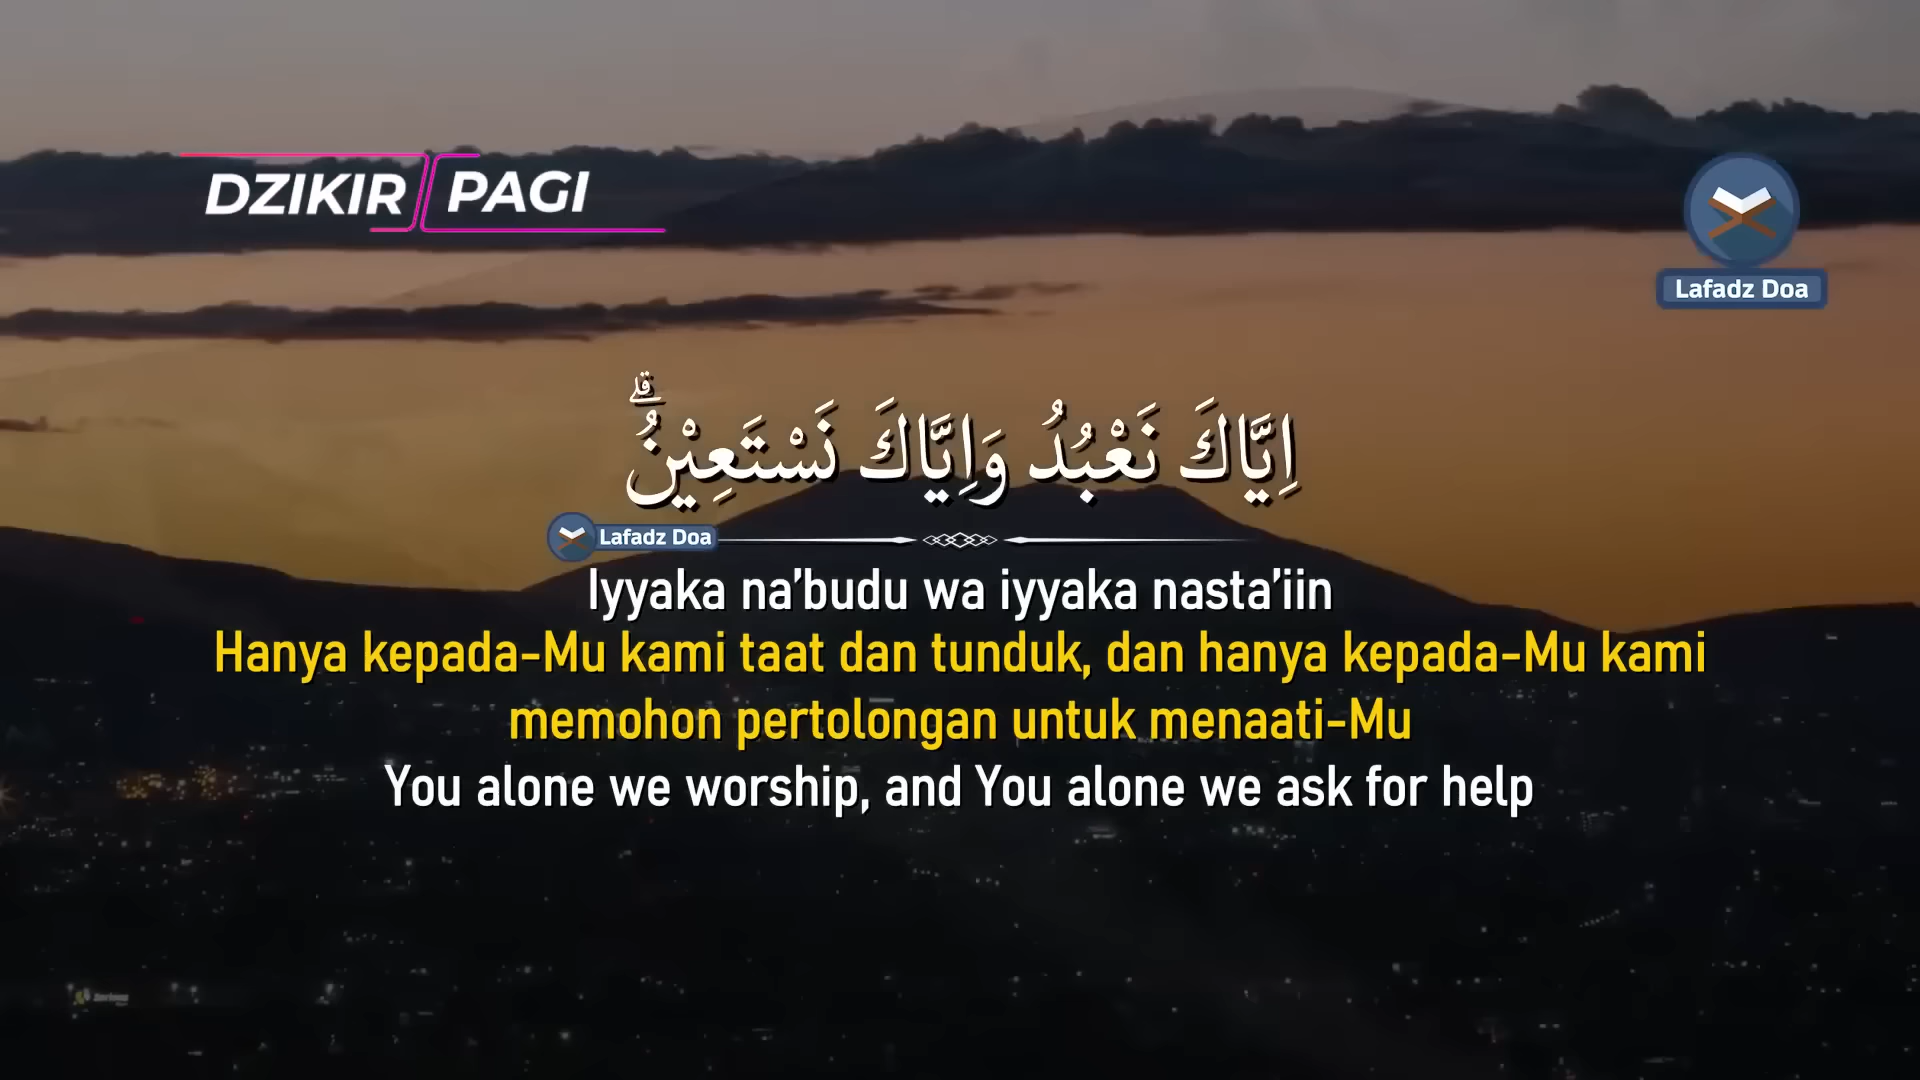 DZIKIR PAGI
Lafadz Doa
اِيَّاكَ نَعْبُدُ وَاِيَّاكَ نَسْتَعِيْنُۗ
Lafadz Doa
Iyyaka na’budu wa iyyaka nasta’iin
Hanya kepada-Mu kami taat dan tunduk, dan hanya kepada-Mu kami
memohon pertolongan untuk menaati-Mu
You alone we worship, and You alone we ask for help